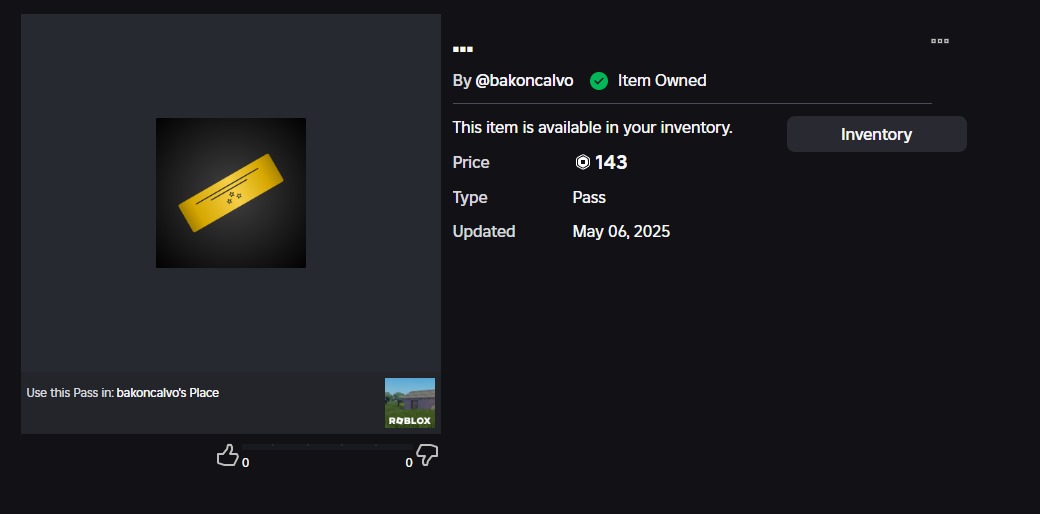 ...
By @bakoncalvo Item Owned
This item is available in your inventory.
Inventory
Price 143
Type Pass
Updated May 06, 2025
Use this Pass in: bakoncalvo's Place
ROBLOX
0 0